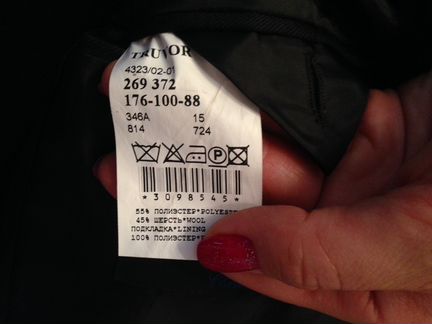 TRUVOR
4323/02-01
269 372
176-100-88
346A 15
814 724
P
*3098545*
55% ПОЛИЭСТЕР*POLYESTER
45% ШЕРСТЬ*WOOL
ПОДКЛАДКА*LINING
100% ПОЛИЭСТЕР*